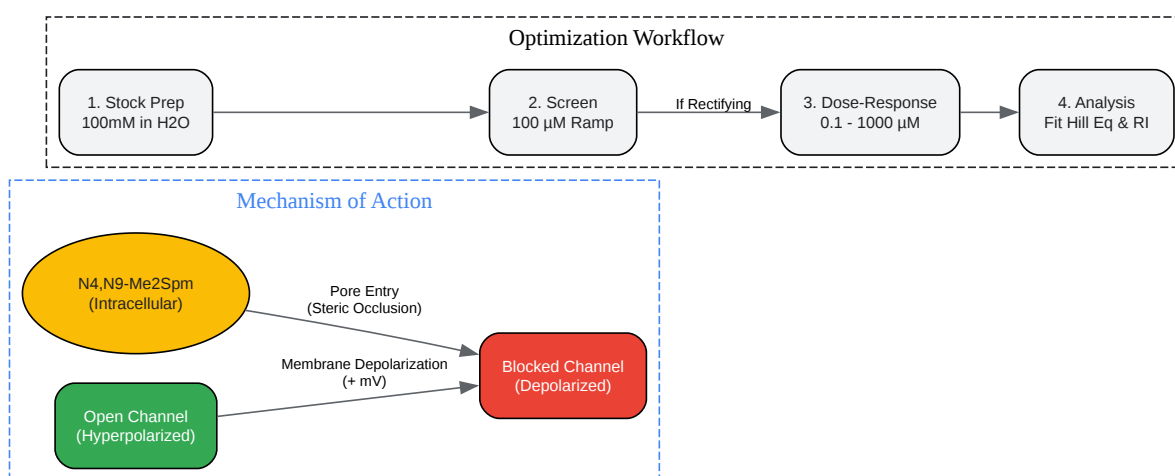 Optimization Workflow
1. Stock Prep
100mM in H2O
2. Screen
100 µM Ramp
If Rectifying
3. Dose-Response
0.1 - 1000 µM
4. Analysis
Fit Hill Eq & RI
Mechanism of Action
N4,N9-Me2Spm
(Intracellular)
Pore Entry
(Steric Occlusion)
Membrane Depolarization
(+ mV)
Blocked Channel
(Depolarized)
Open Channel
(Hyperpolarized)